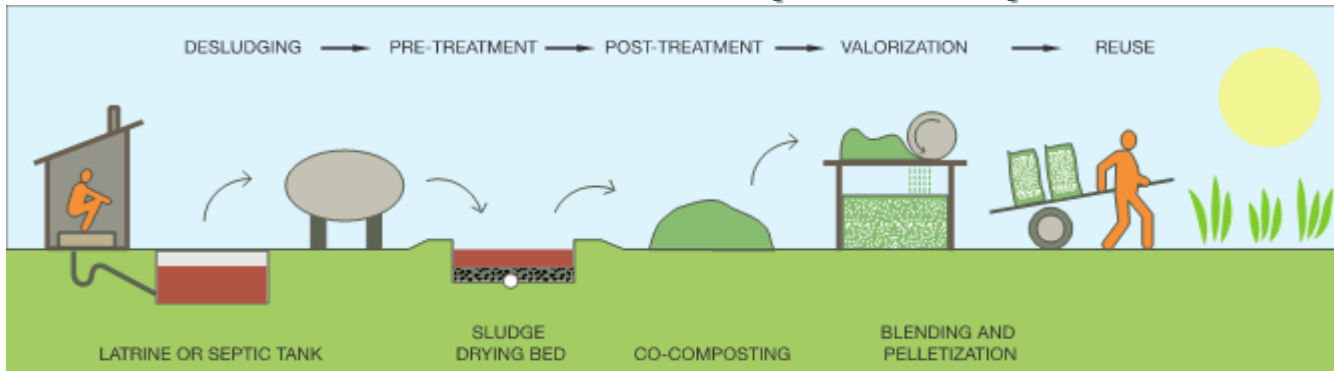 DESLUDGING → PRE-TREATMENT → POST-TREATMENT → VALORIZATION → REUSE
LATRINE OR SEPTIC TANK
SLUDGE
DRYING BED
CO-COMPOSTING
BLENDING AND
PELLETIZATION